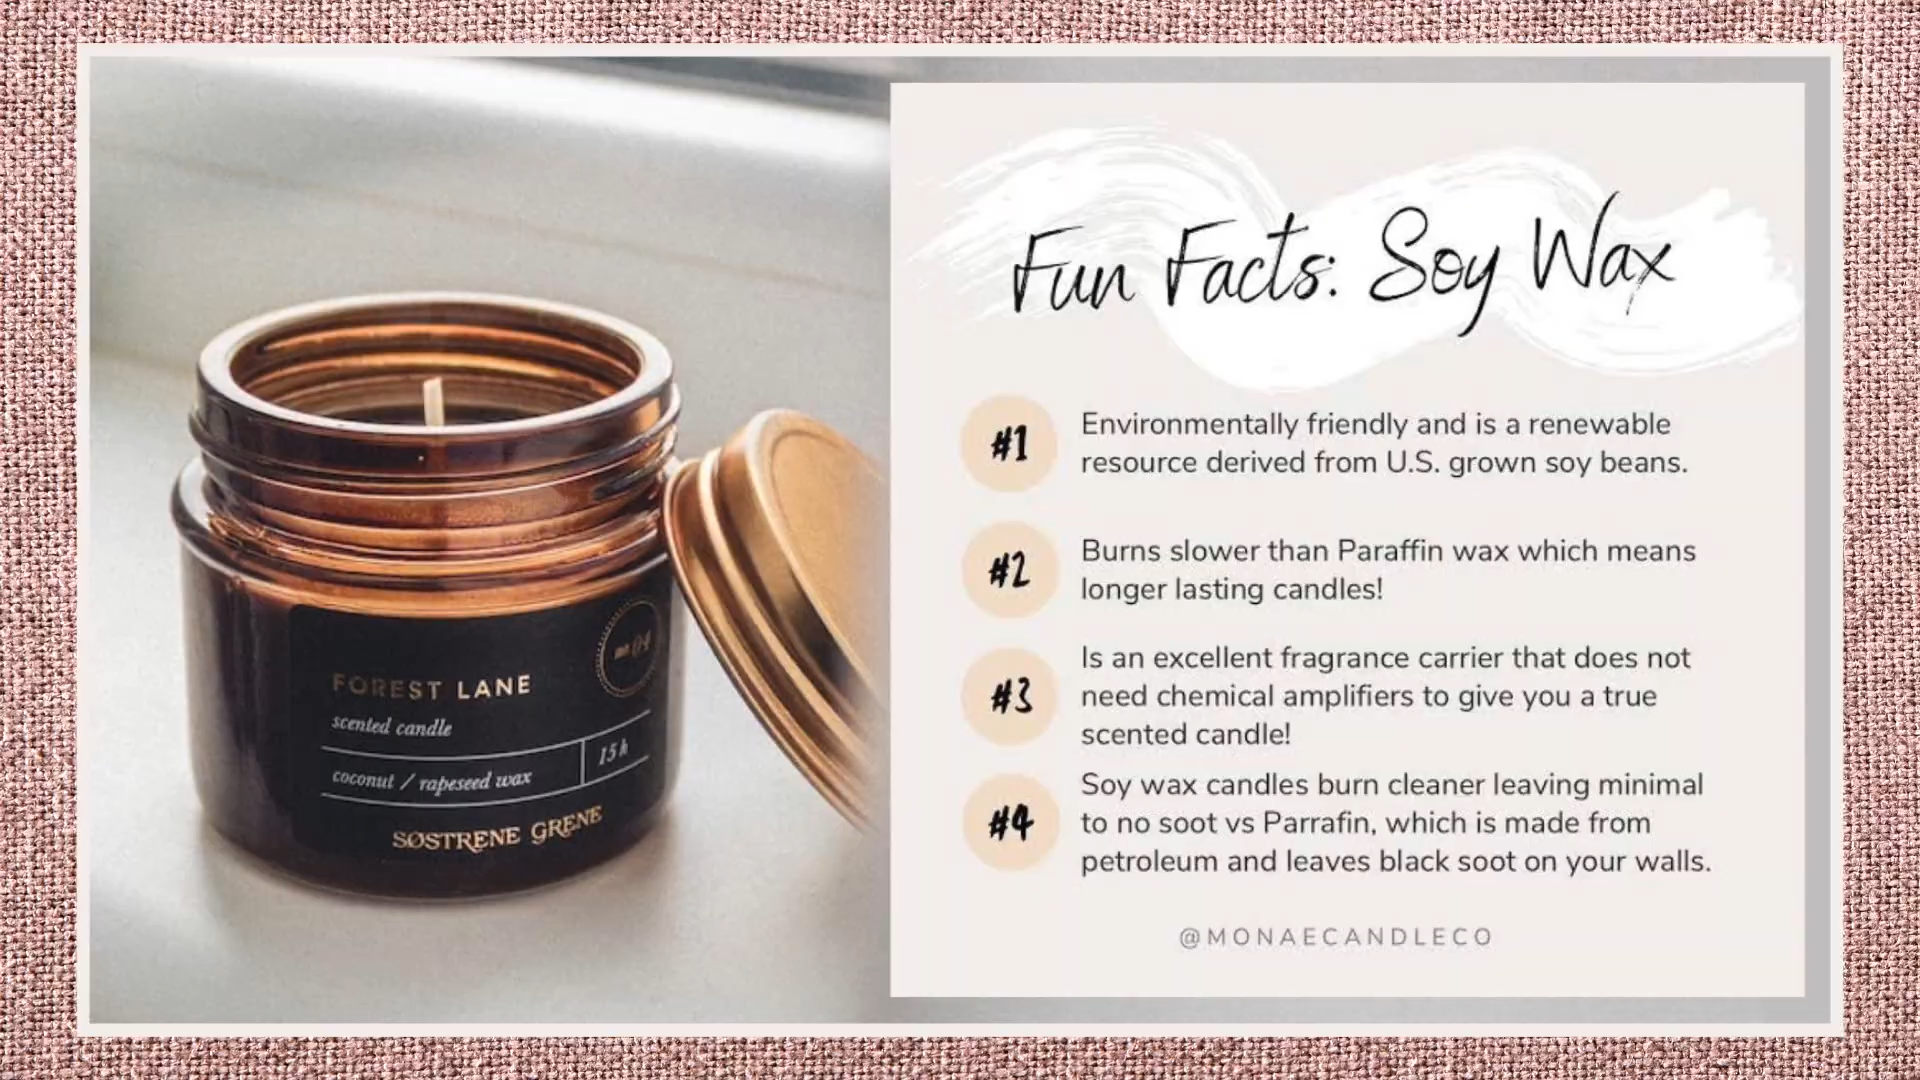 FOREST LANE
scented candle
15 h
coconut / rapeseed wax
SØSTRENE GRENE
Fun Facts: Soy Wax
#1
Environmentally friendly and is a renewable
resource derived from U.S. grown soy beans.
#2
Burns slower than Paraffin wax which means
longer lasting candles!
#3
Is an excellent fragrance carrier that does not
need chemical amplifiers to give you a true
scented candle!
#4
Soy wax candles burn cleaner leaving minimal
to no soot vs Parrafin, which is made from
petroleum and leaves black soot on your walls.
@MONAECANDLECO